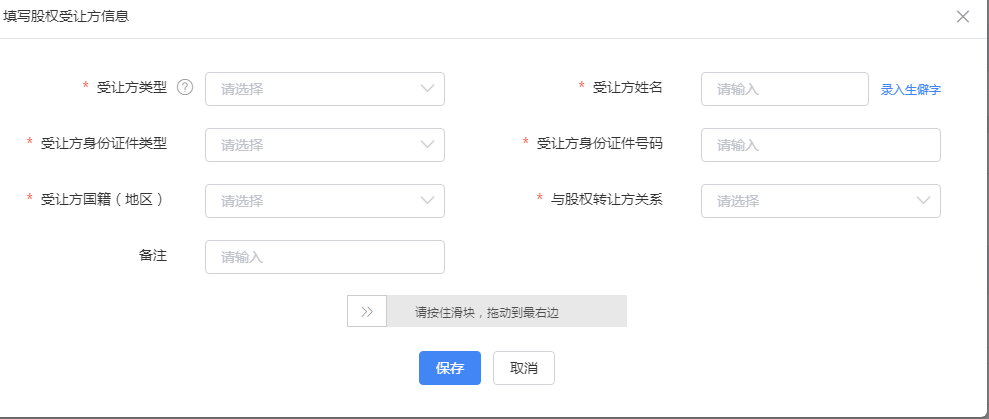 填写股权受让方信息
* 受让方类型 ? 请选择
* 受让方姓名 请输入 录入生僻字
* 受让方身份证件类型 请选择
* 受让方身份证件号码 请输入
* 受让方国籍（地区） 请选择
* 与股权转让方关系 请选择
备注 请输入
请按住滑块，拖动到最右边
保存 取消